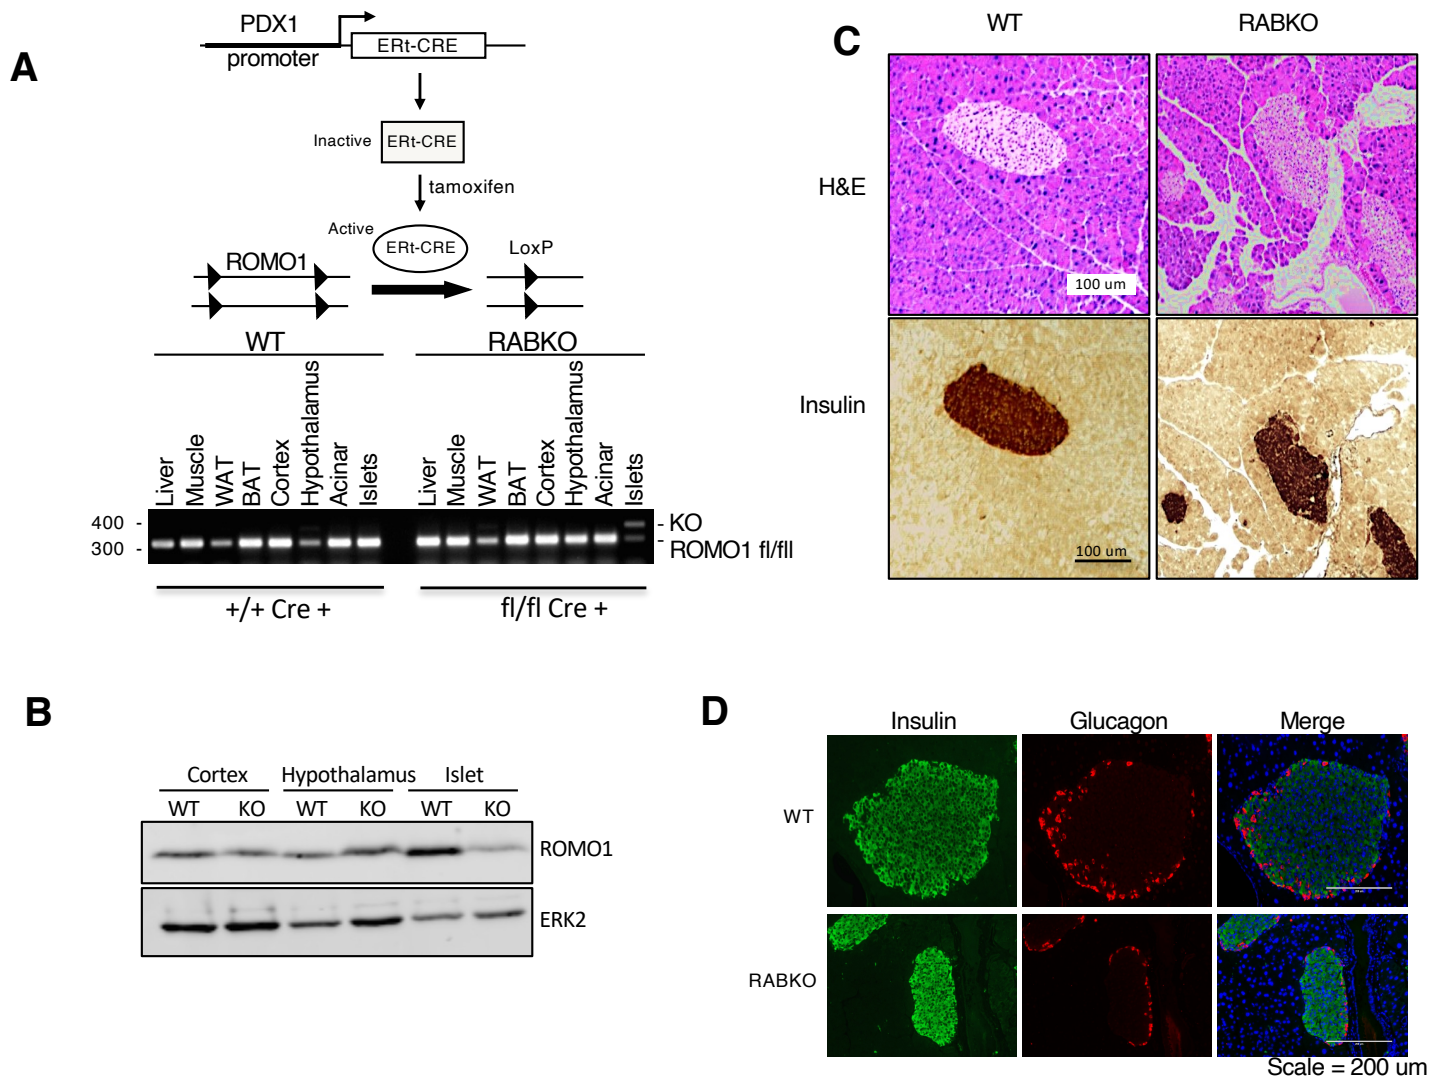 A
PDX1
promoter
ERt-CRE
Inactive
ERt-CRE
tamoxifen
Active
ERt-CRE
ROMO1
LoxP
WT
RABKO
Liver
Muscle
WAT
BAT
Cortex
Hypothalamus
Acinar
Islets
Liver
Muscle
WAT
BAT
Cortex
Hypothalamus
Acinar
Islets
400 -
300 -
- KO
- ROMO1 fl/fll
+/+ Cre +
fl/fl Cre +
B
Cortex Hypothalamus Islet
WT KO WT KO WT KO
ROMO1
ERK2
C
WT RABKO
H&E
100 um
Insulin
100 um
D
Insulin Glucagon Merge
WT
RABKO
Scale = 200 um